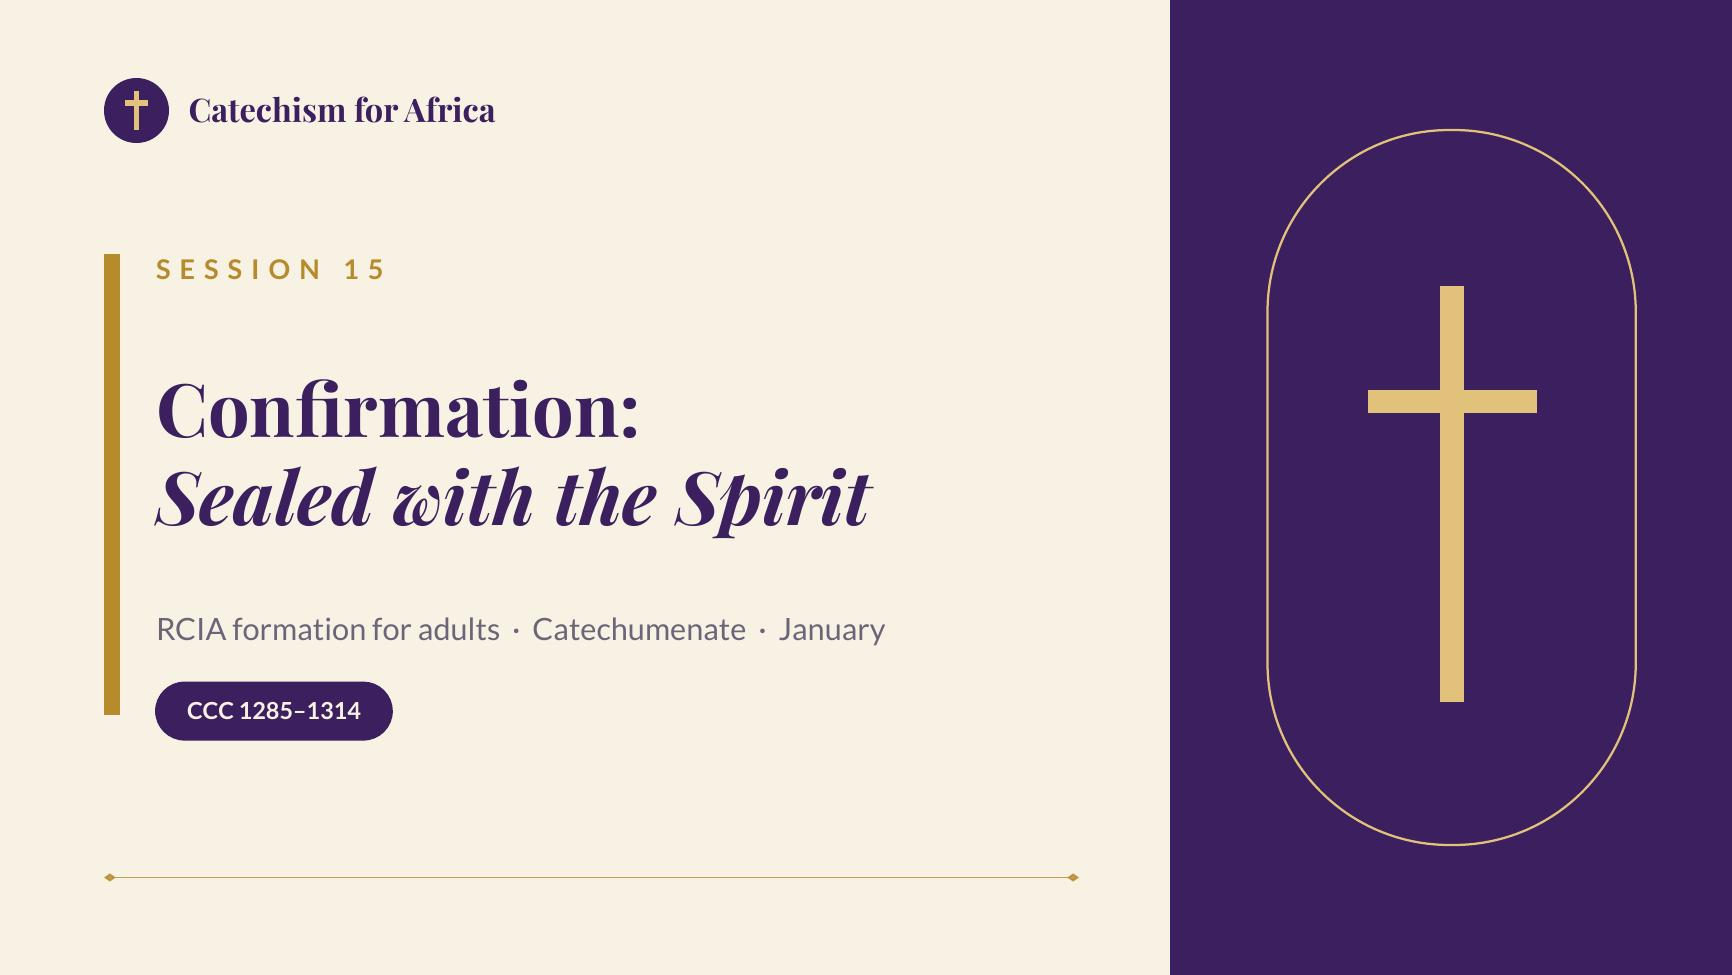 Catechism for Africa
SESSION 15
Confirmation:
Sealed with the Spirit
RCIA formation for adults · Catechumenate · January
CCC 1285–1314